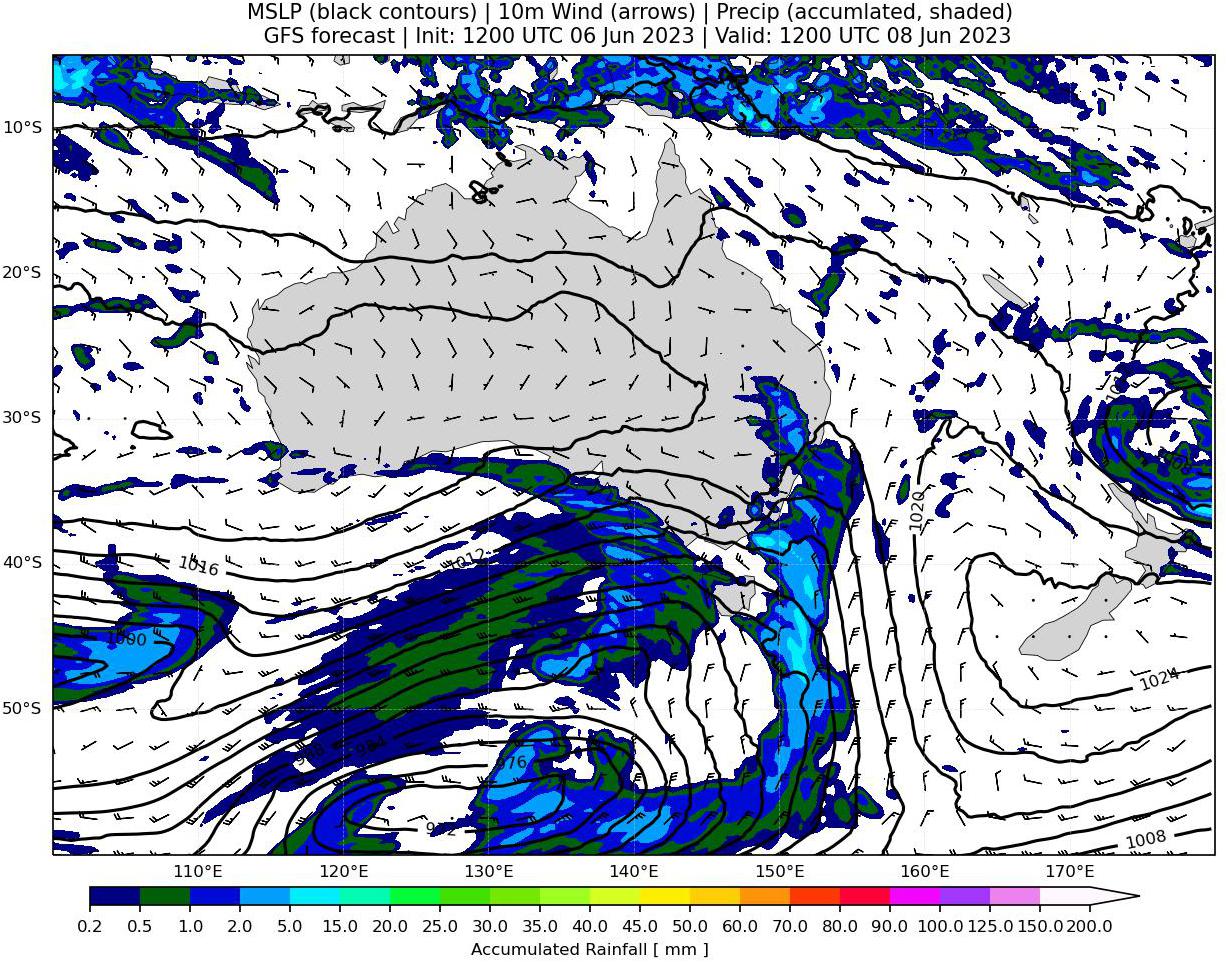 MSLP (black contours) | 10m Wind (arrows) | Precip (accumlated, shaded)
GFS forecast | Init: 1200 UTC 06 Jun 2023 | Valid: 1200 UTC 08 Jun 2023
10°S
20°S
30°S
1020
40°S
1012
1016
1000
1024
50°S
984
976
1008
110°E 120°E 130°E 140°E 150°E 160°E 170°E
0.2 0.5 1.0 2.0 5.0 15.0 20.0 25.0 30.0 35.0 40.0 45.0 50.0 60.0 70.0 80.0 90.0 100.0 125.0 150.0 200.0
Accumulated Rainfall [ mm ]